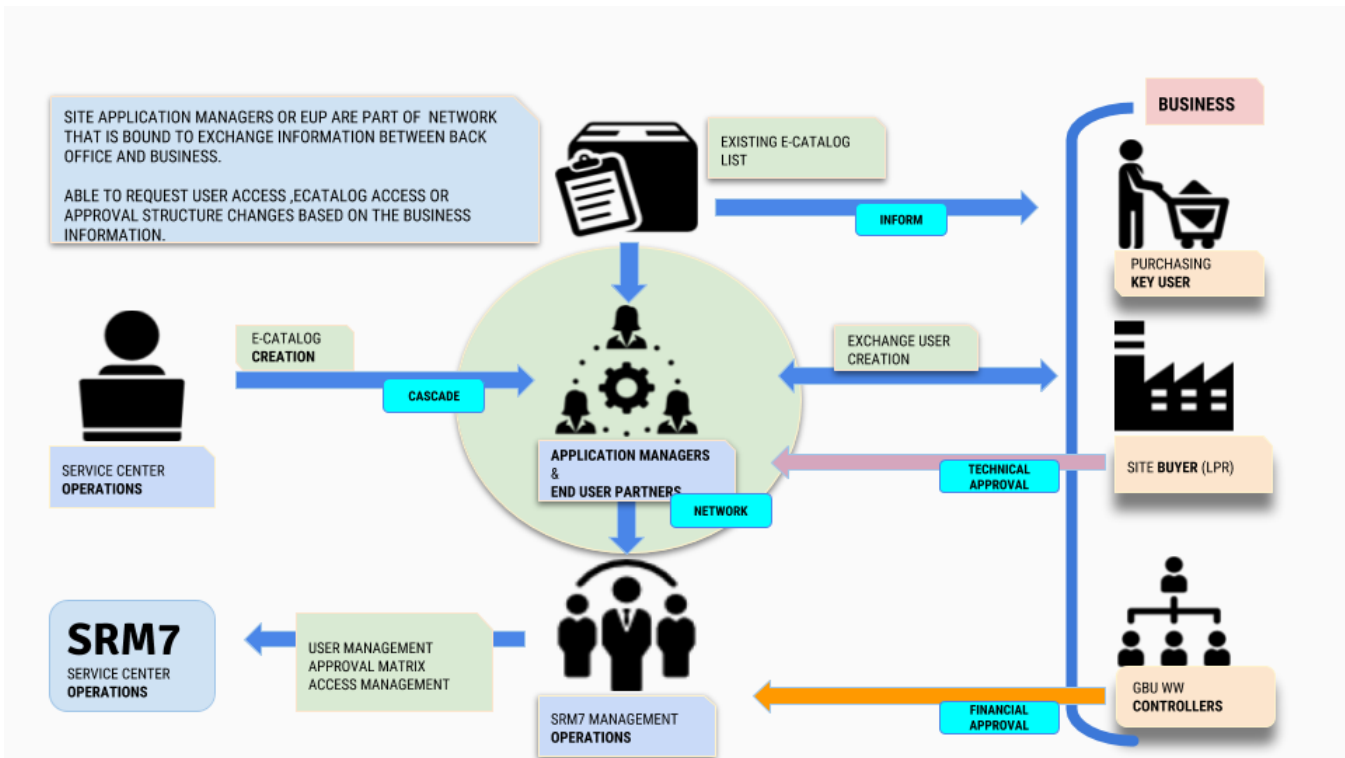 SITE APPLICATION MANAGERS OR EUP ARE PART OF NETWORK
THAT IS BOUND TO EXCHANGE INFORMATION BETWEEN BACK
OFFICE AND BUSINESS.
ABLE TO REQUEST USER ACCESS ,ECATALOG ACCESS OR
APPROVAL STRUCTURE CHANGES BASED ON THE BUSINESS
INFORMATION.
EXISTING E-CATALOG
LIST
INFORM
BUSINESS
PURCHASING
KEY USER
E-CATALOG
CREATION
CASCADE
SERVICE CENTER
OPERATIONS
APPLICATION MANAGERS
&
END USER PARTNERS
NETWORK
EXCHANGE USER
CREATION
TECHNICAL
APPROVAL
SITE BUYER (LPR)
SRM7
SERVICE CENTER
OPERATIONS
USER MANAGEMENT
APPROVAL MATRIX
ACCESS MANAGEMENT
SRM7 MANAGEMENT
OPERATIONS
FINANCIAL
APPROVAL
GBU WW
CONTROLLERS